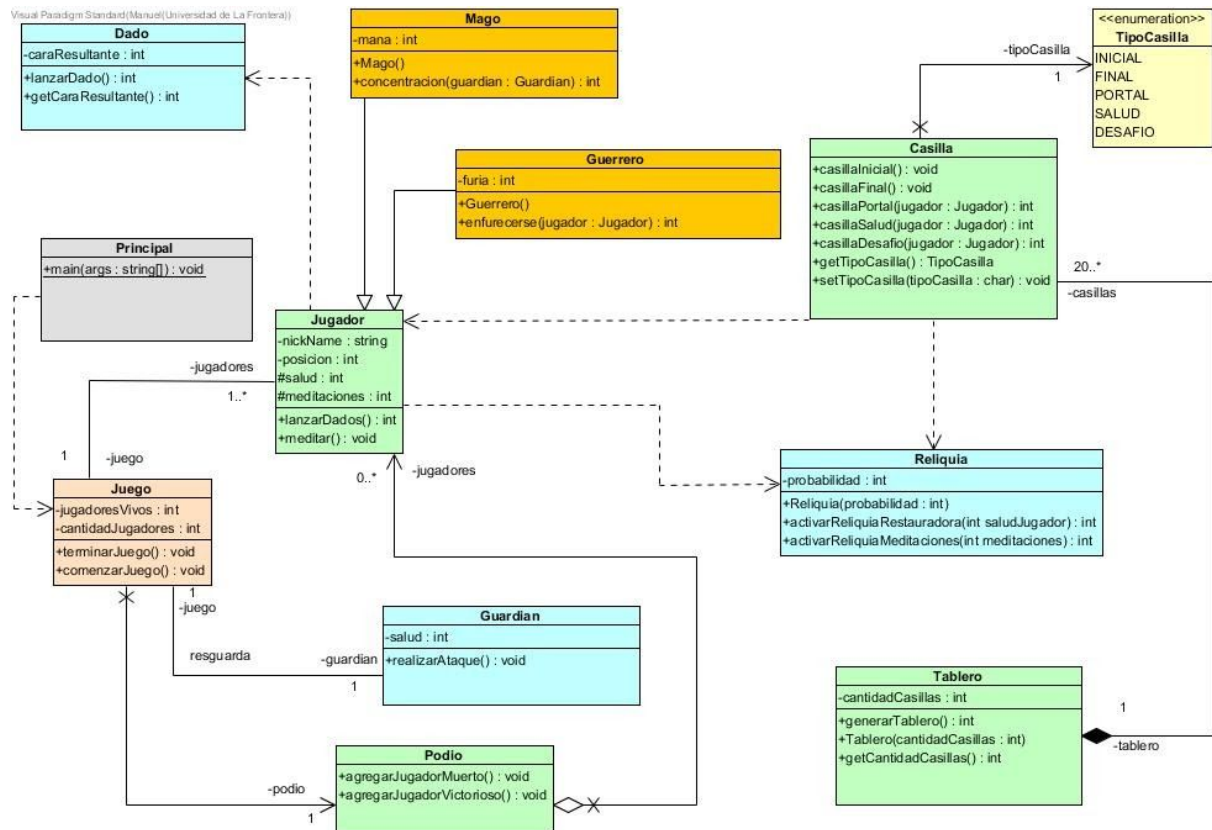 Visual Paradigm Standard(Manuel(Universidad de La Frontera))
Dado
-caraResultante : int
+lanzarDado() : int
+getCaraResultante() : int
Mago
-mana : int
+Mago()
+concentracion(guardian : Guardian) : int
<<enumeration>>
TipoCasilla
INICIAL
FINAL
PORTAL
SALUD
DESAFIO
-tipoCasilla
1
Guerrero
-furia : int
+Guerrero()
+enfurecerse(jugador : Jugador) : int
Casilla
+casillaInicial() : void
+casillaFinal() : void
+casillaPortal(jugador : Jugador) : int
+casillaSalud(jugador : Jugador) : int
+casillaDesafio(jugador : Jugador) : int
+getTipoCasilla() : TipoCasilla
+setTipoCasilla(tipoCasilla : char) : void
20..*
-casillas
Principal
+main(args : string[]) : void
Jugador
-nickName : string
-posicion : int
#salud : int
#meditaciones : int
+lanzarDados() : int
+meditar() : void
-jugadores
1..*
1
-juego
0..*
-jugadores
Reliquia
-probabilidad : int
+Reliquia(probabilidad : int)
+activarReliquiaRestauradora(int saludJugador) : int
+activarReliquiaMeditaciones(int meditaciones) : int
Juego
-jugadoresVivos : int
-cantidadJugadores : int
+terminarJuego() : void
+comenzarJuego() : void
1
-juego
resguarda
-guardian
1
Guardian
-salud : int
+realizarAtaque() : void
Tablero
-cantidadCasillas : int
+generarTablero() : int
+Tablero(cantidadCasillas : int)
+getCantidadCasillas() : int
1
-tablero
-podio
1
Podio
+agregarJugadorMuerto() : void
+agregarJugadorVictorioso() : void